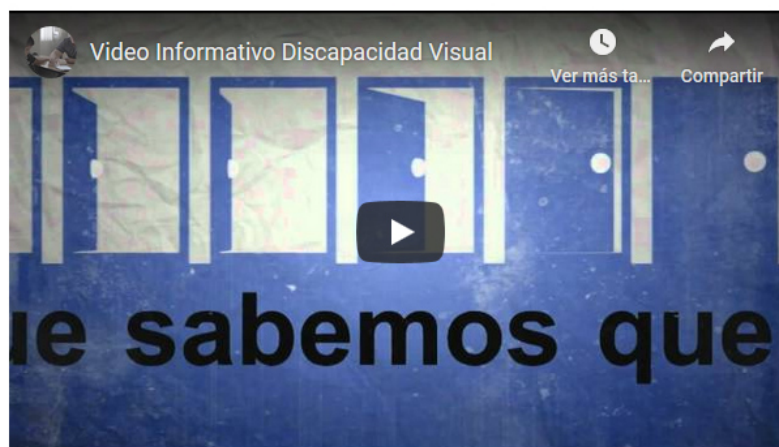 Video Informativo Discapacidad Visual
Ver más ta...
Compartir
ue sabemos que